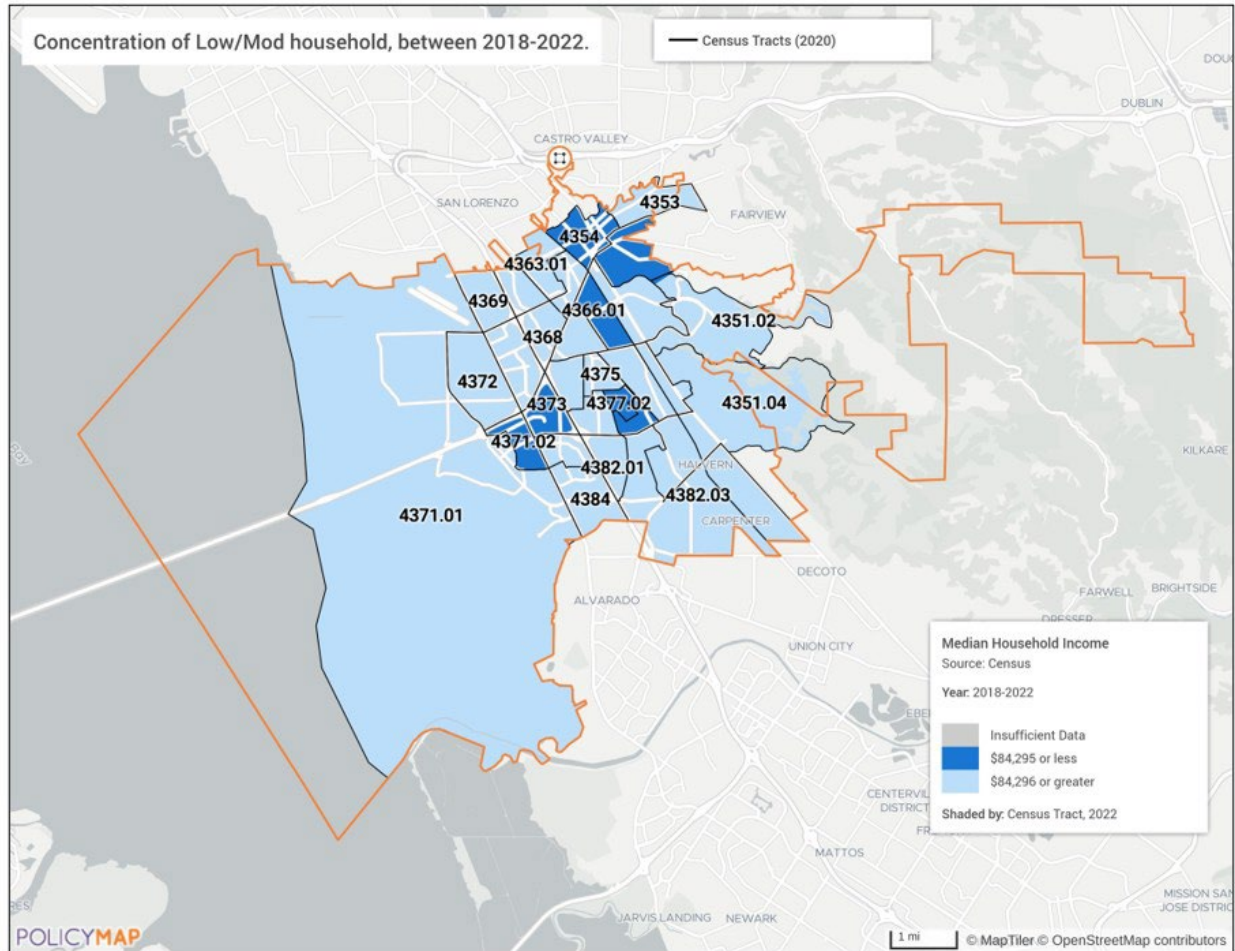 Concentration of Low/Mod household, between 2018-2022.
Census Tracts (2020)
DUBLIN
CASTRO VALLEY
SAN LORENZO
4353
FAIRVIEW
4354
4363.01
4369
4366.01
4351.02
4368
4375
4372
4373
4377.02
4351.04
4371.02
KILKARE
4382.01
HALVERN
4384
4382.03
4371.01
CARPENTER
DECOTO
FARWELL
BRIGHTSIDE
ALVARADO
DRESSER
UNION CITY
Median Household Income
Source: Census
Year: 2018-2022
Insufficient Data
$84,295 or less
$84,296 or greater
Shaded by: Census Tract, 2022
MATTOS
JARVIS LANDING
NEWARK
POLICYMAP
1 mi
© MapTiler © OpenStreetMap contributors